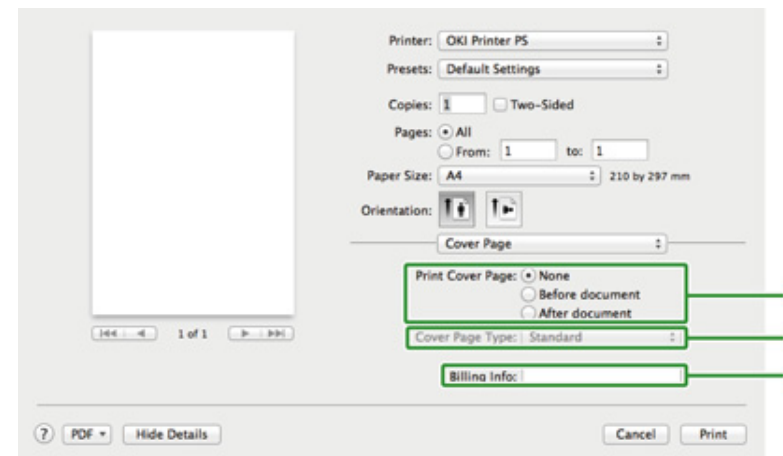 Printer: OKI Printer PS
Presets: Default Settings
Copies: 1 Two-Sided
Pages: All
From: 1 to: 1
Paper Size: A4 210 by 297 mm
Orientation:
Cover Page
Print Cover Page: None
Before document
After document
1 of 1
Cover Page Type: Standard
Billing Info:
? PDF Hide Details Cancel Print